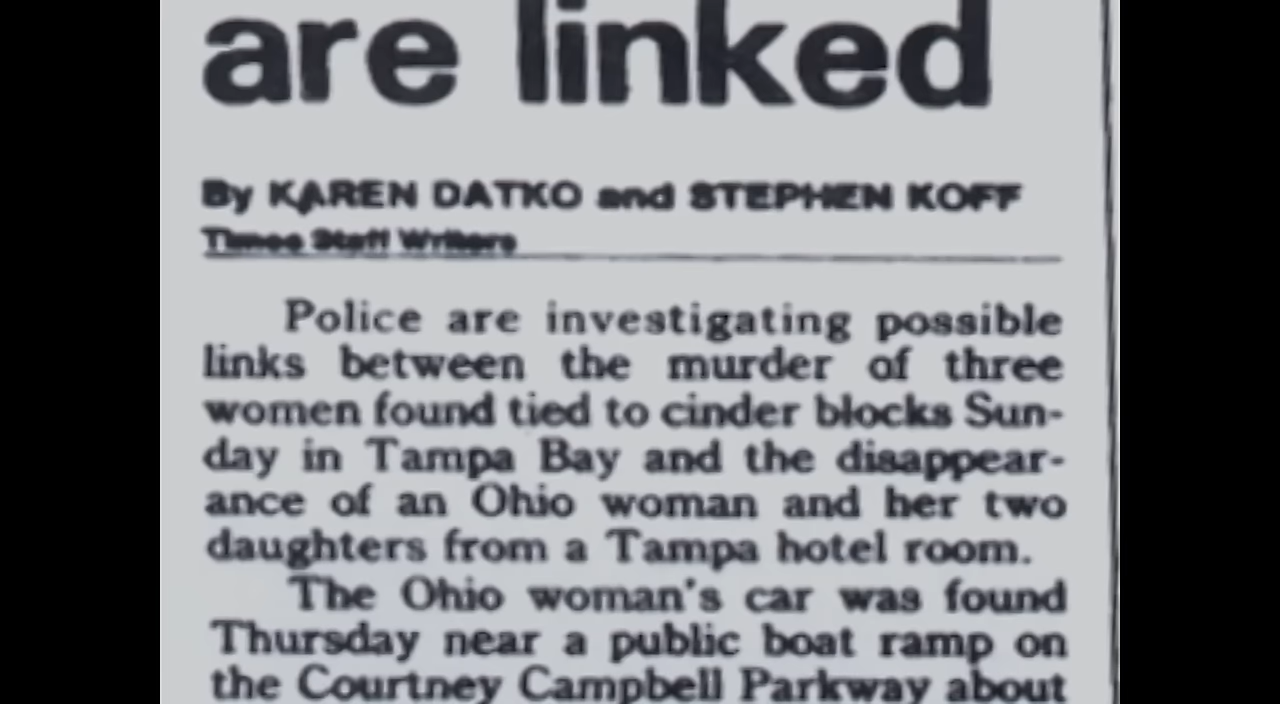 are linked
By KAREN DATKO and STEPHEN KOFF
Times Staff Writers
Police are investigating possible
links between the murder of three
women found tied to cinder blocks Sun-
day in Tampa Bay and the disappear-
ance of an Ohio woman and her two
daughters from a Tampa hotel room.
The Ohio woman's car was found
Thursday near a public boat ramp on
the Courtney Campbell Parkway about